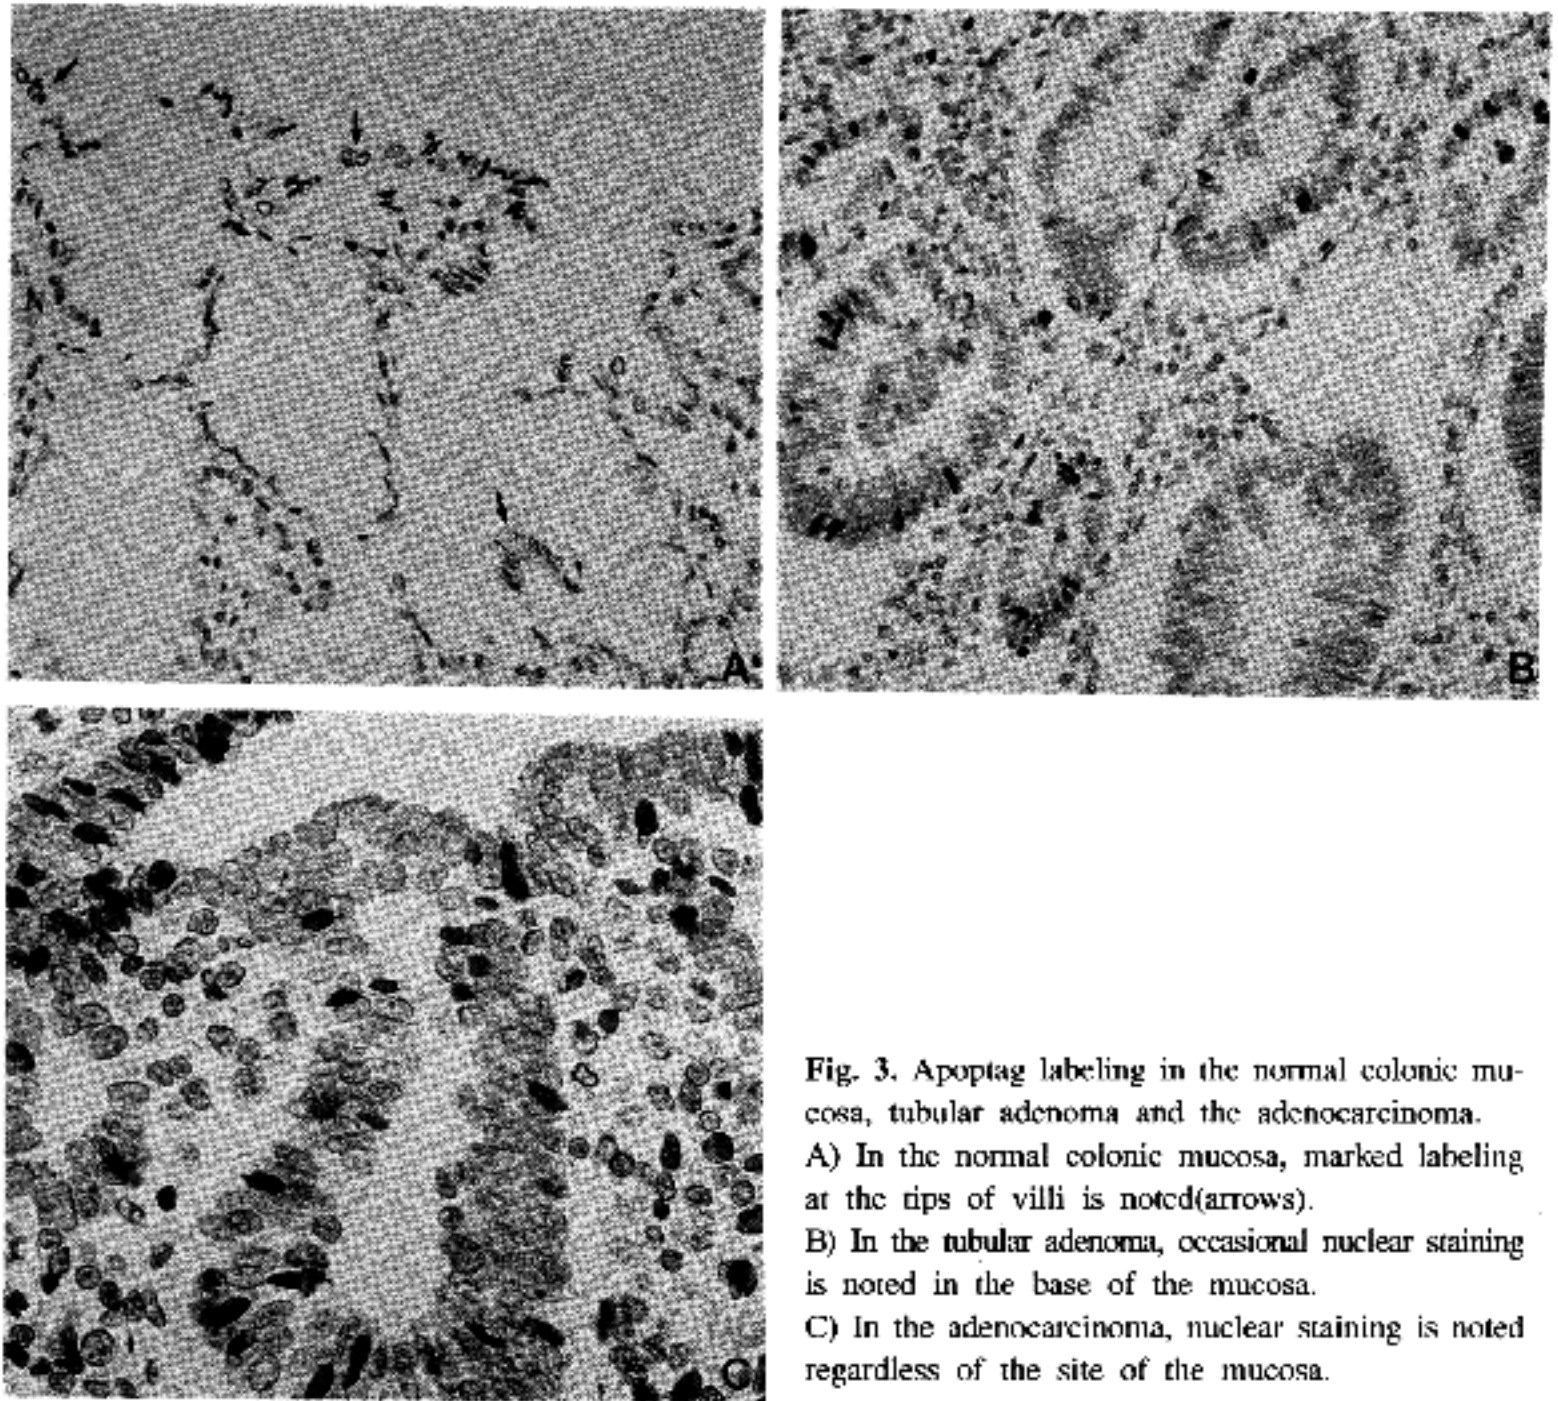 A
B
C
Fig. 3. Apoptag labeling in the normal colonic mu-
cosa, tubular adenoma and the adenocarcinoma.
A) In the normal colonic mucosa, marked labeling
at the tips of villi is noted(arrows).
B) In the tubular adenoma, occasional nuclear staining
is noted in the base of the mucosa.
C) In the adenocarcinoma, nuclear staining is noted
regardless of the site of the mucosa.